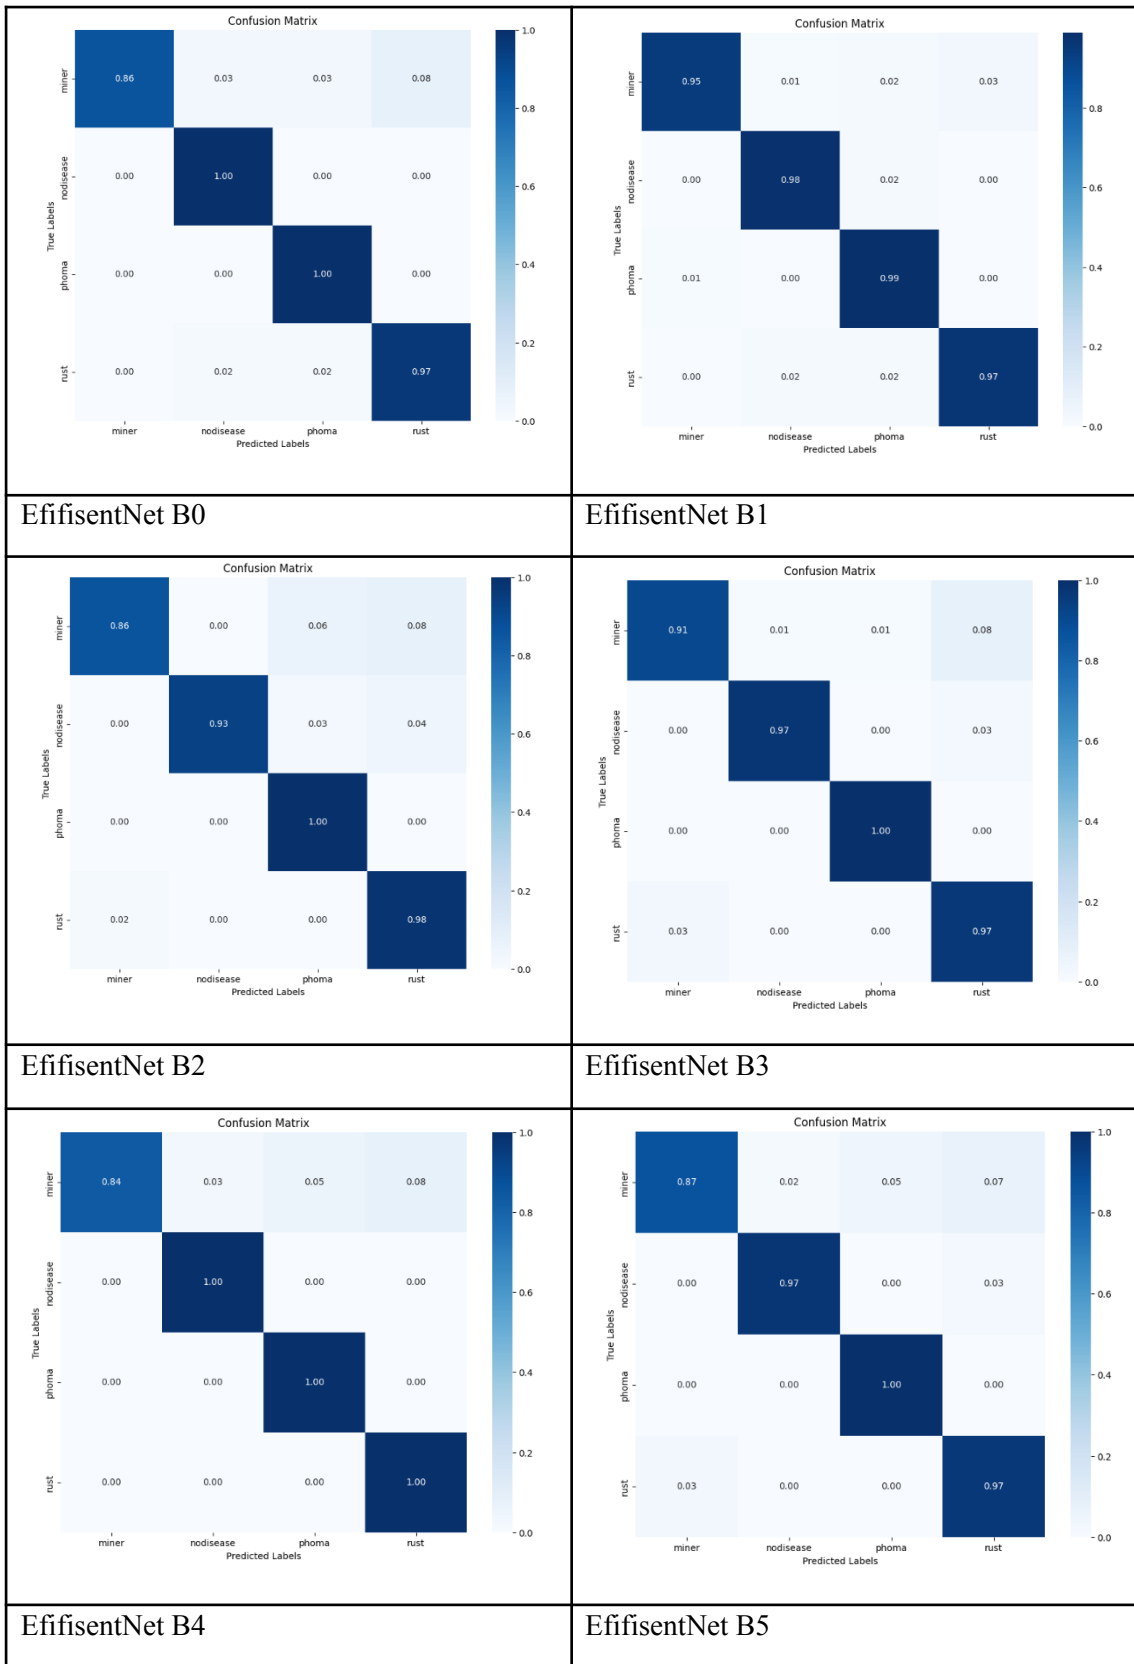 Confusion Matrix
miner 0.86 0.03 0.03 0.08
nodisease 0.00 1.00 0.00 0.00
phoma 0.00 0.00 1.00 0.00
rust 0.00 0.02 0.02 0.97
True Labels
miner nodisease phoma rust
Predicted Labels
1.0
0.8
0.6
0.4
0.2
0.0
Confusion Matrix
miner 0.95 0.01 0.02 0.03
nodisease 0.00 0.98 0.02 0.00
phoma 0.01 0.00 0.99 0.00
rust 0.00 0.02 0.02 0.97
True Labels
miner nodisease phoma rust
Predicted Labels
0.8
0.6
0.4
0.2
0.0
EfifisentNet B0
EfifisentNet B1
Confusion Matrix
miner 0.86 0.00 0.06 0.08
nodisease 0.00 0.93 0.03 0.04
phoma 0.00 0.00 1.00 0.00
rust 0.02 0.00 0.00 0.98
True Labels
miner nodisease phoma rust
Predicted Labels
1.0
0.8
0.6
0.4
0.2
0.0
Confusion Matrix
miner 0.91 0.01 0.01 0.08
nodisease 0.00 0.97 0.00 0.03
phoma 0.00 0.00 1.00 0.00
rust 0.03 0.00 0.00 0.97
True Labels
miner nodisease phoma rust
Predicted Labels
1.0
0.8
0.6
0.4
0.2
0.0
EfifisentNet B2
EfifisentNet B3
Confusion Matrix
miner 0.84 0.03 0.05 0.08
nodisease 0.00 1.00 0.00 0.00
phoma 0.00 0.00 1.00 0.00
rust 0.00 0.00 0.00 1.00
True Labels
miner nodisease phoma rust
Predicted Labels
1.0
0.8
0.6
0.4
0.2
0.0
Confusion Matrix
miner 0.87 0.02 0.05 0.07
nodisease 0.00 0.97 0.00 0.03
phoma 0.00 0.00 1.00 0.00
rust 0.03 0.00 0.00 0.97
True Labels
miner nodisease phoma rust
Predicted Labels
1.0
0.8
0.6
0.4
0.2
0.0
EfifisentNet B4
EfifisentNet B5